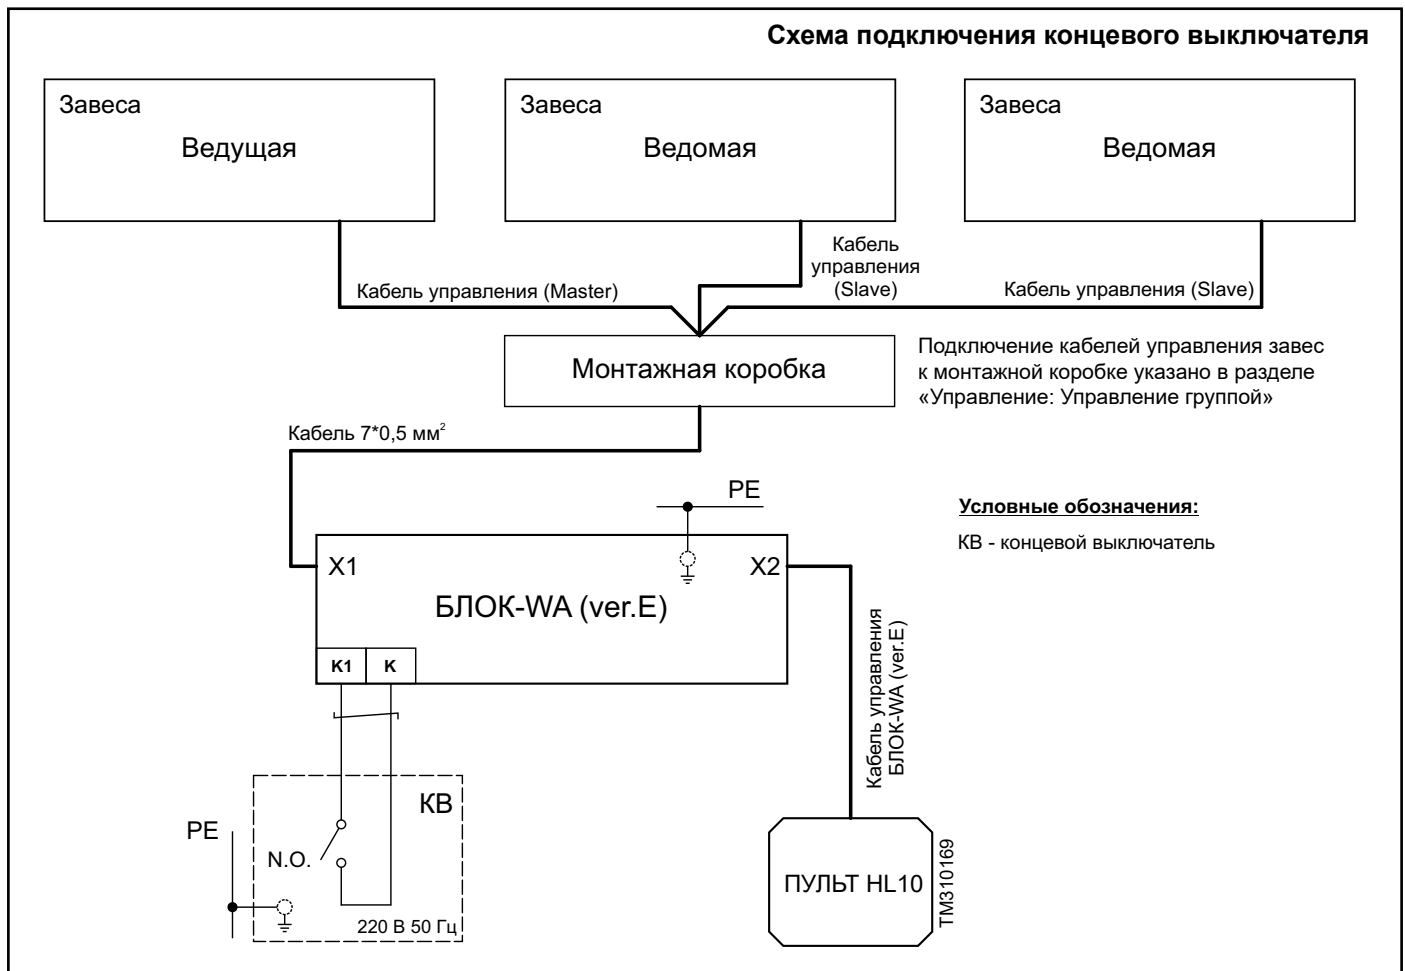 Схема подключения концевого выключателя
Завеса
Ведущая
Завеса
Ведомая
Завеса
Ведомая
Кабель управления (Master)
Кабель
управления
(Slave)
Кабель управления (Slave)
Монтажная коробка
Подключение кабелей управления завес
к монтажной коробке указано в разделе
«Управление: Управление группой»
Кабель 7*0,5 мм²
PE
Условные обозначения:
КВ - концевой выключатель
X1
X2
БЛОК-WA (ver.E)
K1
K
Кабель управления
БЛОК-WA (ver.E)
КВ
PE
N.O.
220 В 50 Гц
ПУЛЬТ HL10
TM310169